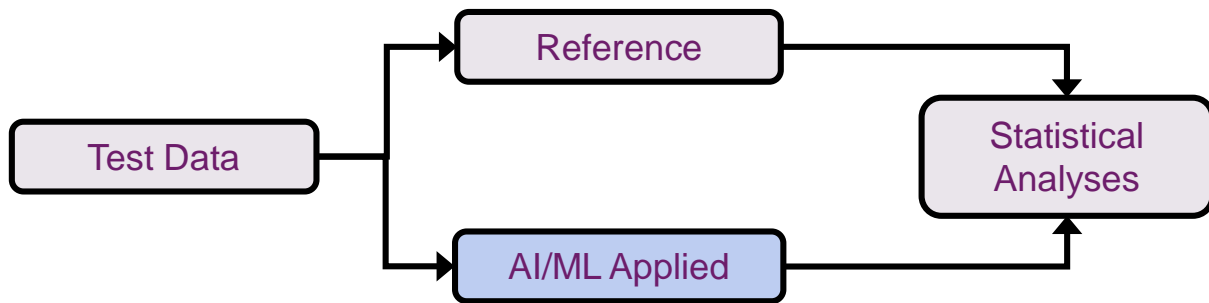 Reference
Test Data
Statistical
Analyses
AI/ML Applied